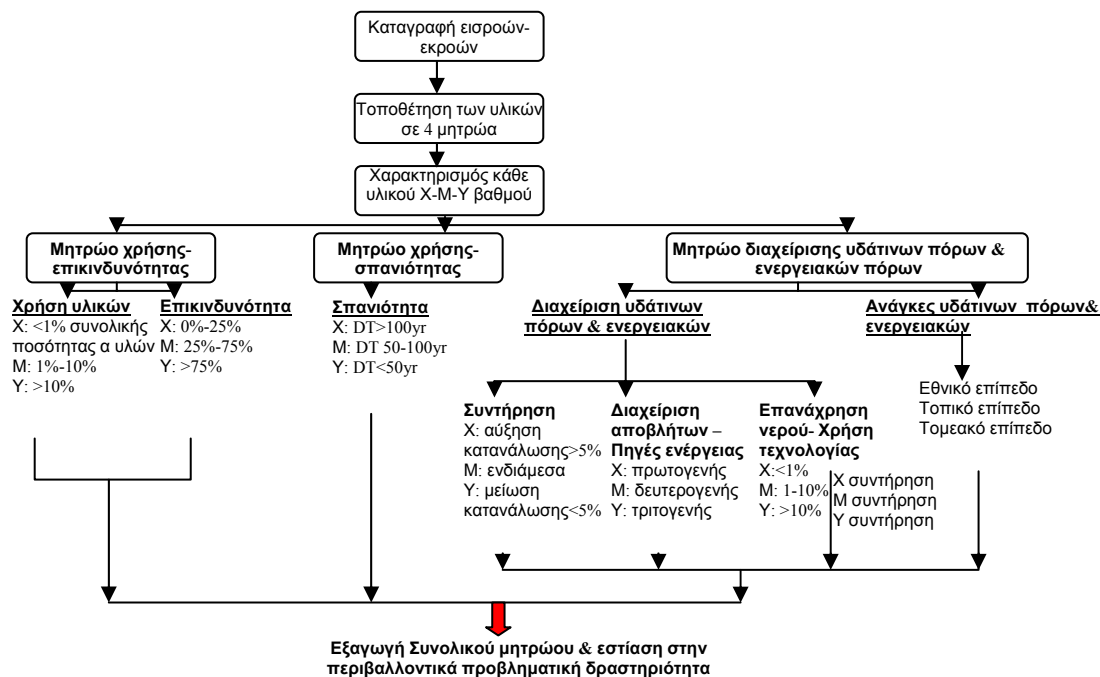 Καταγραφή εισροών-
εκροών
Τοποθέτηση των υλικών
σε 4 μητρώα
Χαρακτηρισμός κάθε
υλικού Χ-Μ-Υ βαθμού
Μητρώο χρήσης-
επικινδυνότητας
Μητρώο χρήσης-
σπανιότητας
Μητρώο διαχείρισης υδάτινων πόρων &
ενεργειακών πόρων
Χρήση υλικών
Χ: <1% συνολικής
ποσότητας α υλών
Μ: 1%-10%
Υ: >10%
Επικινδυνότητα
Χ: 0%-25%
Μ: 25%-75%
Υ: >75%
Σπανιότητα
Χ: DT>100yr
Μ: DT 50-100yr
Υ: DT<50yr
Διαχείριση υδάτινων
πόρων & ενεργειακών
Ανάγκες υδάτινων πόρων&
ενεργειακών
Συντήρηση
Χ: αύξηση
κατανάλωσης>5%
Μ: ενδιάμεσα
Υ: μείωση
κατανάλωσης<5%
Διαχείριση
αποβλήτων –
Πηγές ενέργειας
Χ: πρωτογενής
Μ: δευτερογενής
Υ: τριτογενής
Επανάχρηση
νερού- Χρήση
τεχνολογίας
Χ:<1%
Μ: 1-10%
Υ: >10%
Εθνικό επίπεδο
Τοπικό επίπεδο
Τομεακό επίπεδο
Χ συντήρηση
Μ συντήρηση
Υ συντήρηση
Εξαγωγή Συνολικού μητρώου & εστίαση στην
περιβαλλοντικά προβληματική δραστηριότητα